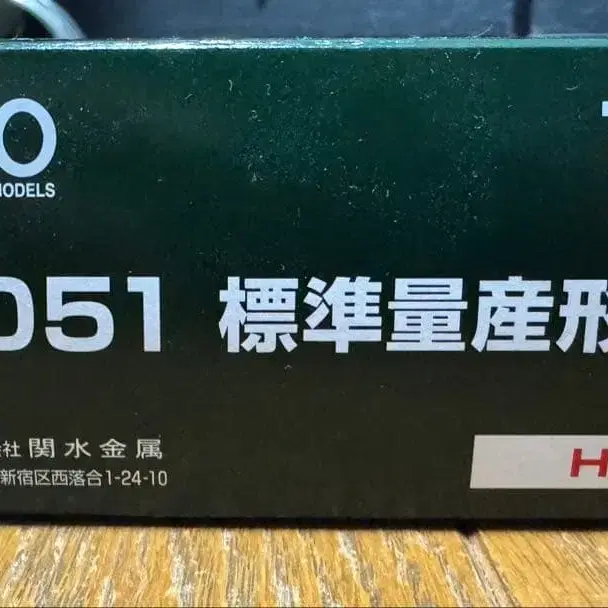 O
MODELS
051 標準量産形
社 関水金属
新宿区西落合1-24-10
H